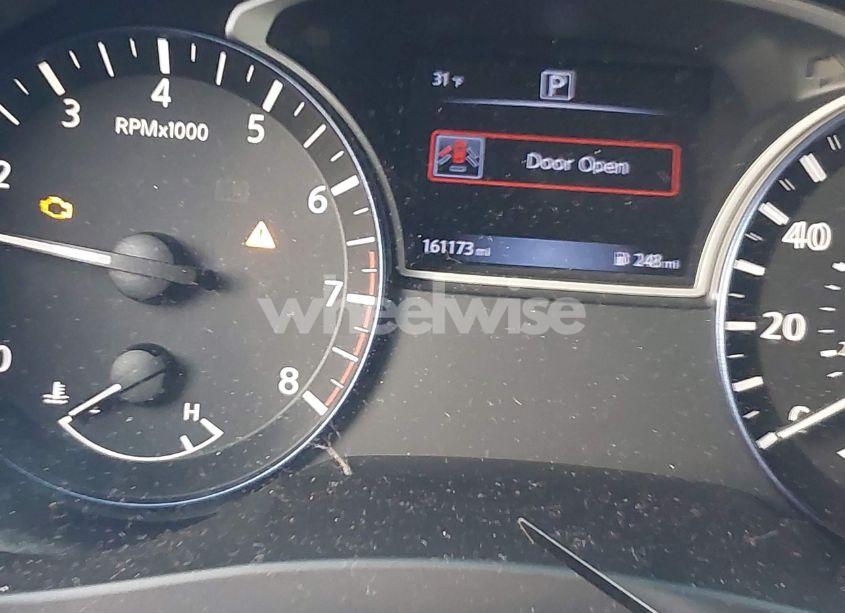 31°F P
Door Open
161173 mi 248 mi
2 3 4 5 6 7 8
RPMx1000
0
H
40
20
0
wheelwise